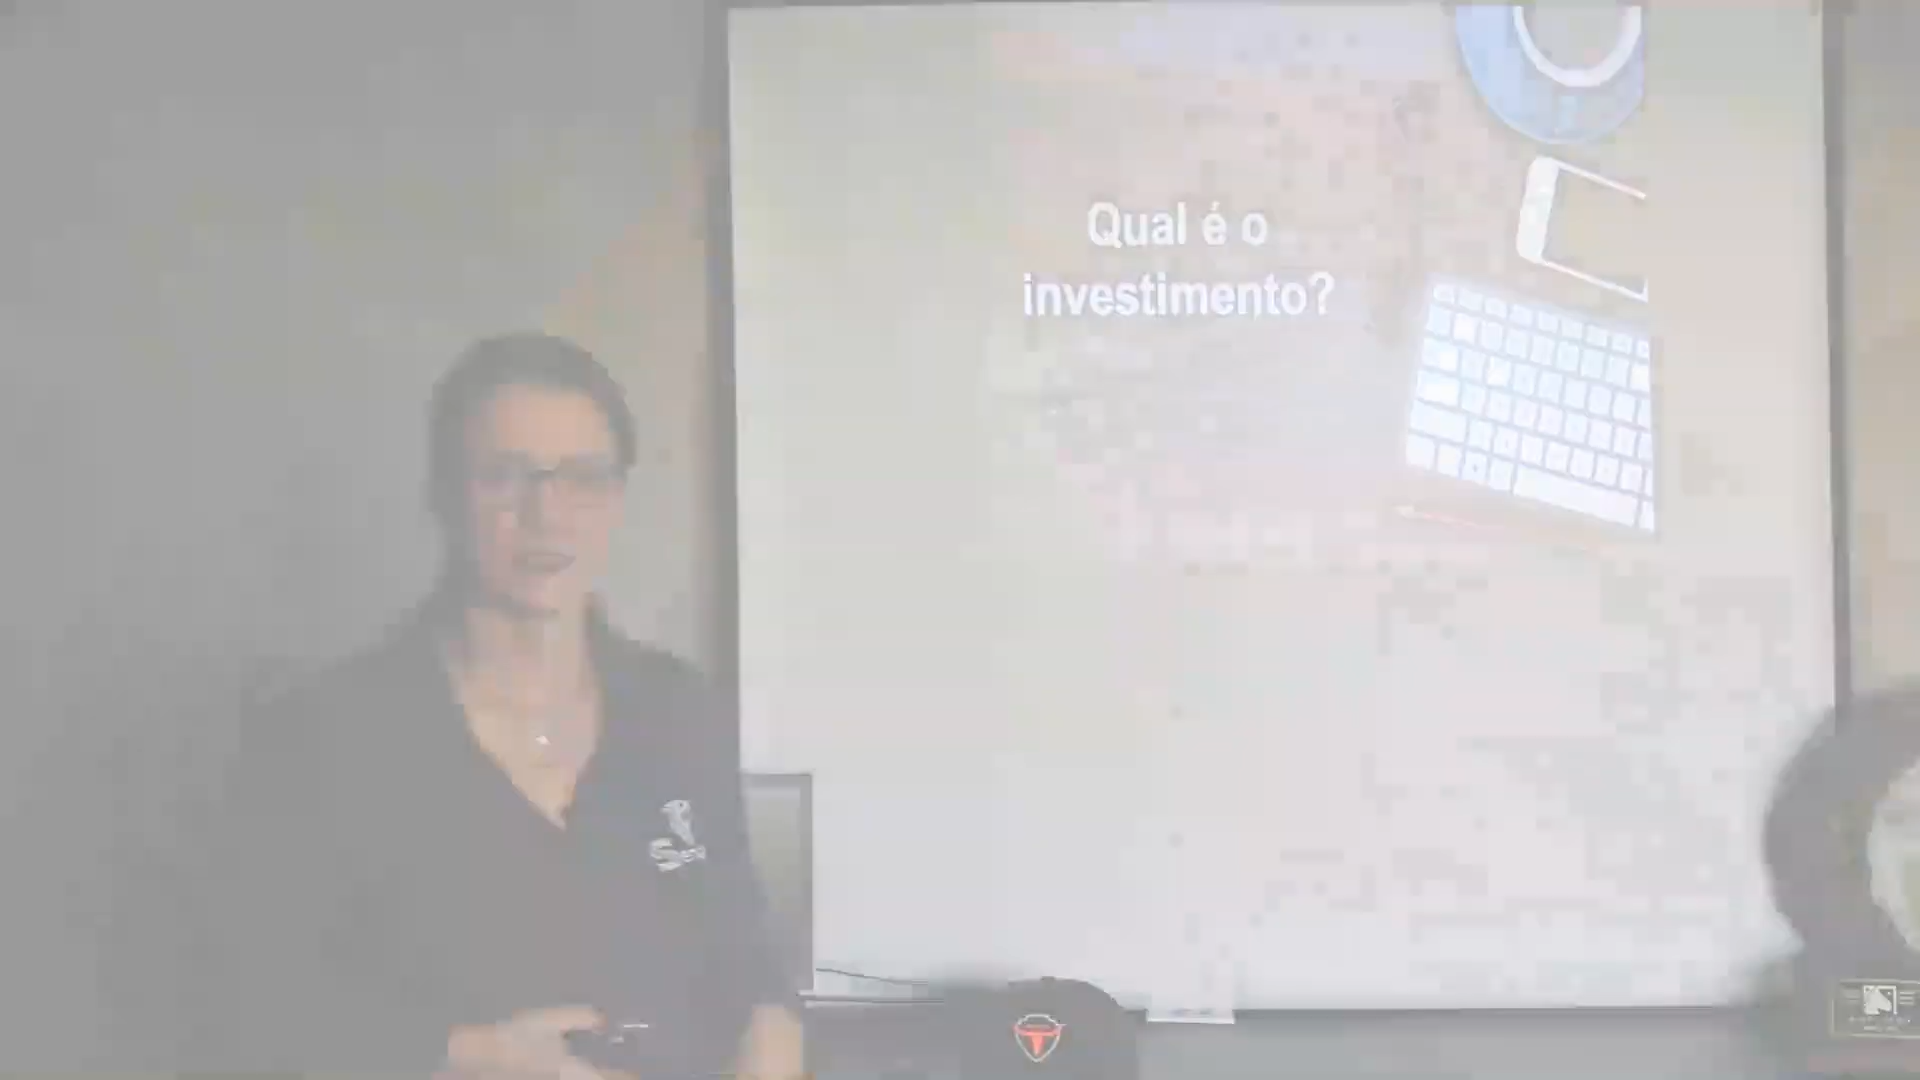 Qual é o
investimento?